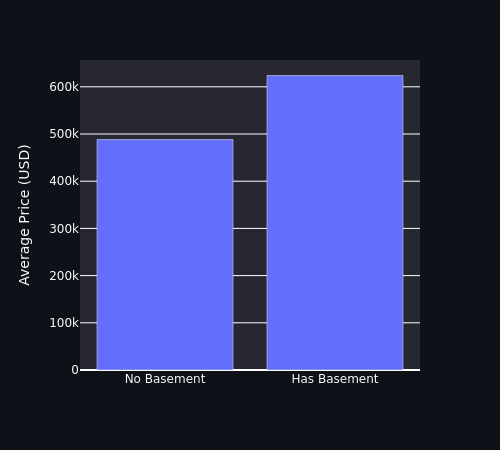 Average Price (USD)
600k
500k
400k
300k
200k
100k
0
No Basement
Has Basement